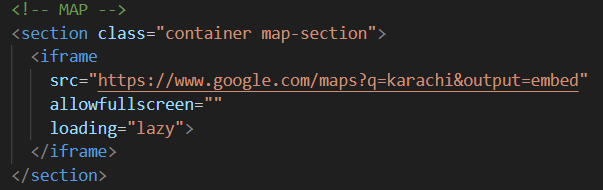 <!-- MAP -->
<section class="container map-section">
<iframe
src="https://www.google.com/maps?q=karachi&output=embed"
allowfullscreen=""
loading="lazy">
</iframe>
</section>